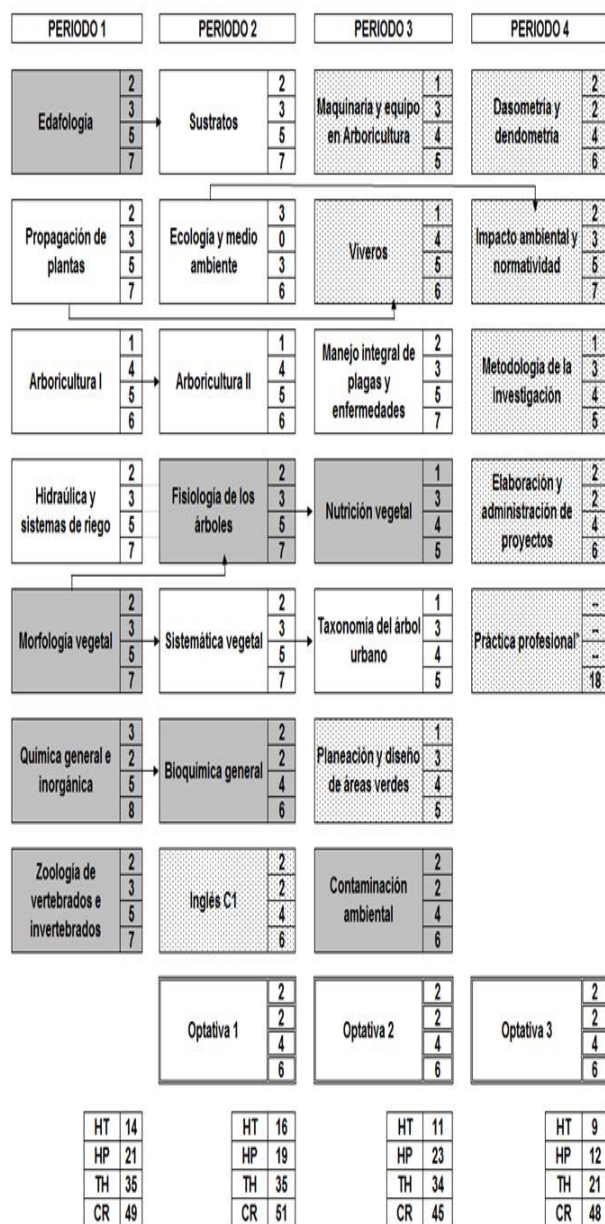 PERIODO 1
PERIODO 2
PERIODO 3
PERIODO 4
Edafología
2
3
5
7
Sustratos
2
3
5
7
Maquinaria y equipo
en Arboricultura
1
3
4
5
Dasometría y
dendometría
2
2
4
6
Propagación de
plantas
2
3
5
7
Ecología y medio
ambiente
3
0
3
6
Viveros
1
4
5
6
Impacto ambiental y
normatividad
2
3
5
7
Arboricultura I
1
4
5
6
Arboricultura II
1
4
5
6
Manejo integral de
plagas y
enfermedades
2
3
5
7
Metodología de la
investigación
1
3
4
5
Hidraúlica y
sistemas de riego
2
3
5
7
Fisiología de los
árboles
2
3
5
7
Nutrición vegetal
1
3
4
5
Elaboración y
administración de
proyectos
2
2
4
6
Morfología vegetal
2
3
5
7
Sistemática vegetal
2
3
5
7
Taxonomía del árbol
urbano
1
3
4
5
Práctica profesional*
-
-
-
18
Química general e
inorgánica
3
2
5
8
Bioquímica general
2
2
4
6
Planeación y diseño
de áreas verdes
1
3
4
5
Zoología de
vertebrados e
invertebrados
2
3
5
7
Inglés C1
2
2
4
6
Contaminación
ambiental
2
2
4
6
Optativa 1
2
2
4
6
Optativa 2
2
2
4
6
Optativa 3
2
2
4
6
HT 14
HP 21
TH 35
CR 49
HT 16
HP 19
TH 35
CR 51
HT 11
HP 23
TH 34
CR 45
HT 9
HP 12
TH 21
CR 48